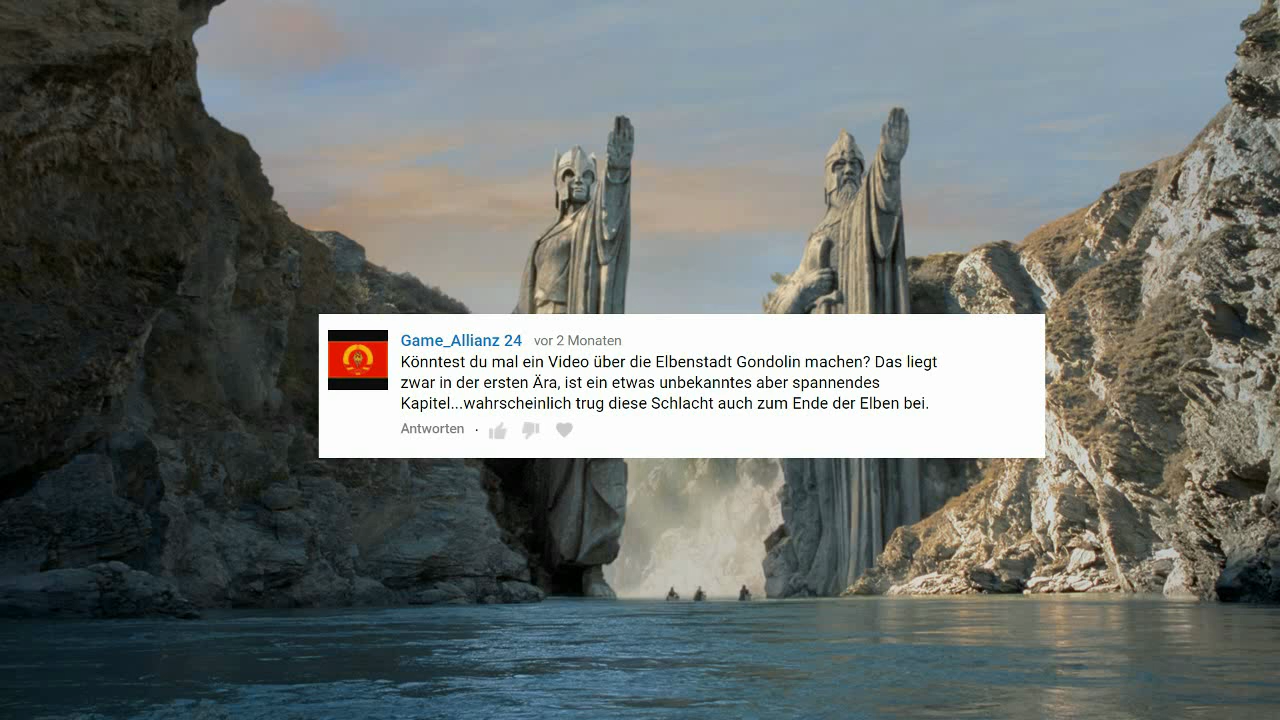 Game_Allianz 24 vor 2 Monaten
Könntest du mal ein Video über die Elbenstadt Gondolin machen? Das liegt
zwar in der ersten Ära, ist ein etwas unbekanntes aber spannendes
Kapitel...wahrscheinlich trug diese Schlacht auch zum Ende der Elben bei.
Antworten ·